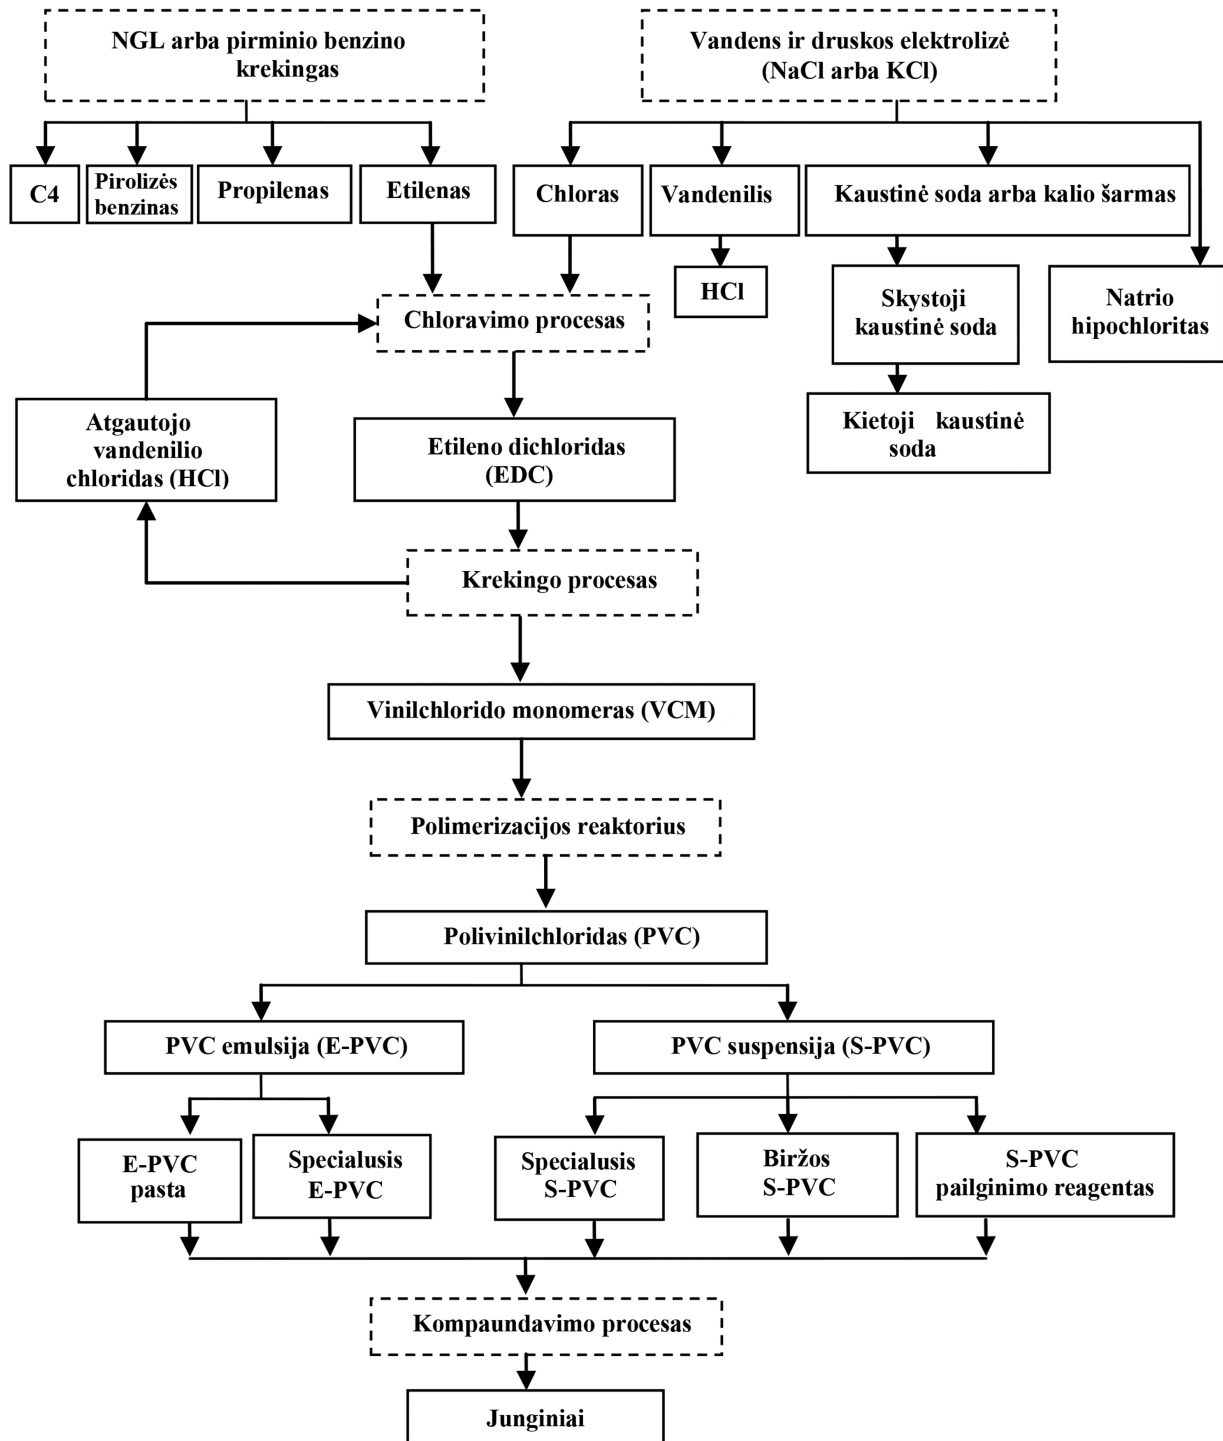 NGL arba pirminio benzino
krekingas
Vandens ir druskos elektrolizė
(NaCl arba KCl)
C4
Pirolizės
benzinas
Propilenas
Etilenas
Chloras
Vandenilis
Kaustinė soda arba kalio šarmas
HCl
Skystoji
kaustinė soda
Natrio
hipochloritas
Chloravimo procesas
Kietoji kaustinė
soda
Atgautojo
vandenilio
chloridas (HCl)
Etileno dichloridas
(EDC)
Krekingo procesas
Vinilchlorido monomeras (VCM)
Polimerizacijos reaktorius
Polivinilchloridas (PVC)
PVC emulsija (E-PVC)
PVC suspensija (S-PVC)
E-PVC
pasta
Specialusis
E-PVC
Specialusis
S-PVC
Biržos
S-PVC
S-PVC
pailginimo reagentas
Kompaundavimo procesas
Junginiai